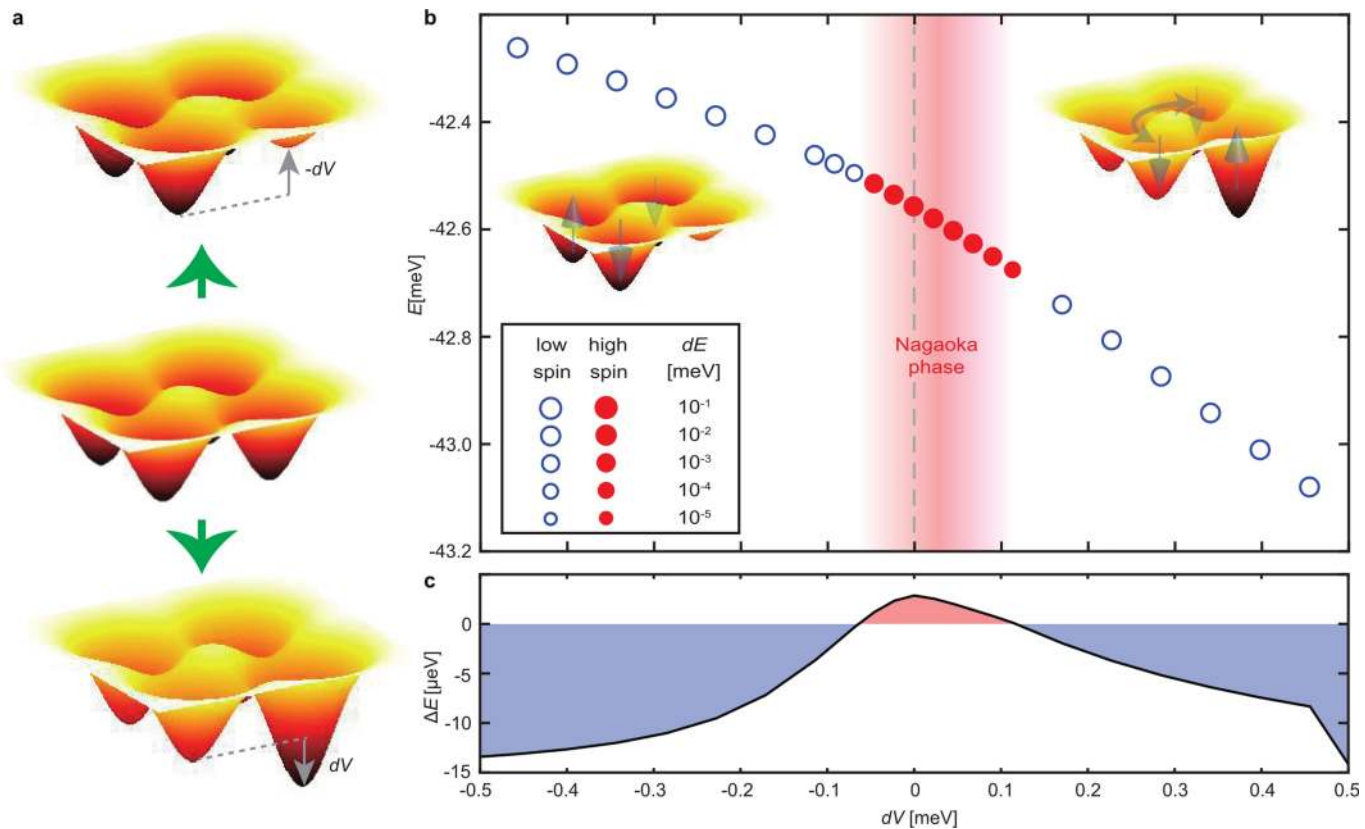 a
-dV
dV
b
E[meV]
-42.4
-42.6
-42.8
-43.0
-43.2
Nagaoka
phase
low
spin
high
spin
dE
[meV]
10⁻¹
10⁻²
10⁻³
10⁻⁴
10⁻⁵
c
ΔE [µeV]
0
-5
-10
-15
-0.5
-0.4
-0.3
-0.2
-0.1
0
0.1
0.2
0.3
0.4
0.5
dV [meV]